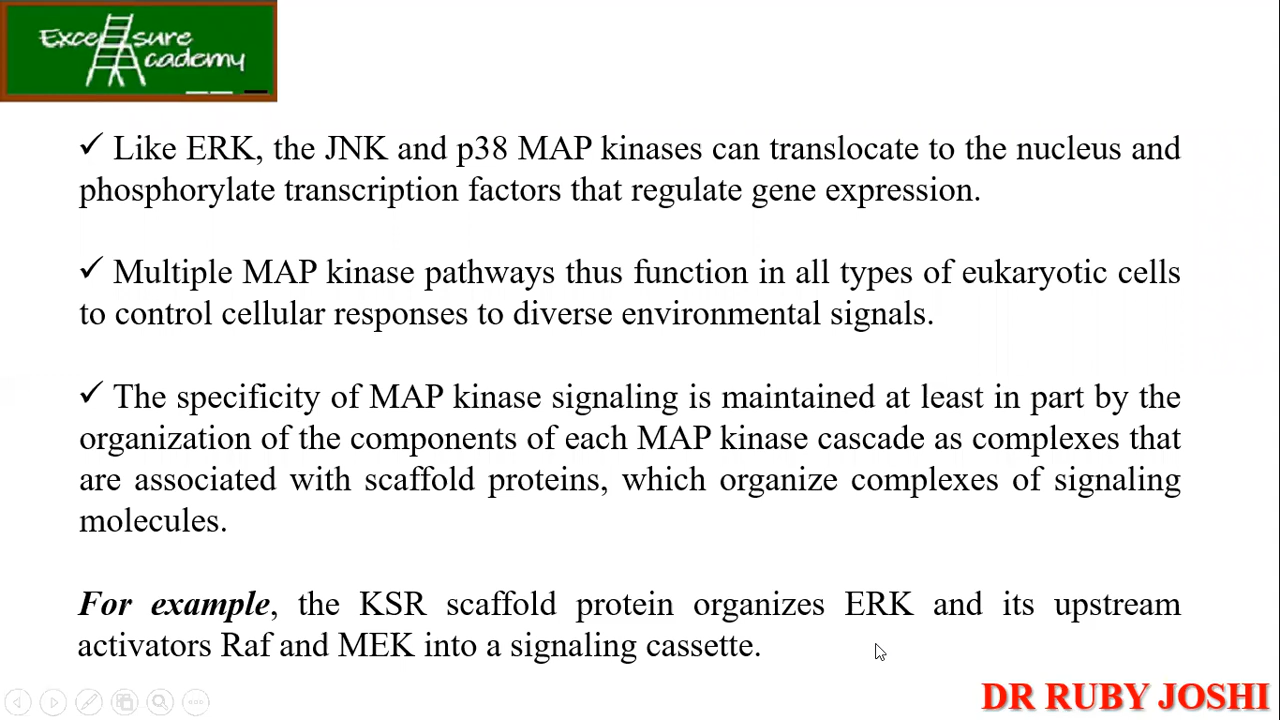 Excel sure
Academy
✓ Like ERK, the JNK and p38 MAP kinases can translocate to the nucleus and
phosphorylate transcription factors that regulate gene expression.
✓ Multiple MAP kinase pathways thus function in all types of eukaryotic cells
to control cellular responses to diverse environmental signals.
✓ The specificity of MAP kinase signaling is maintained at least in part by the
organization of the components of each MAP kinase cascade as complexes that
are associated with scaffold proteins, which organize complexes of signaling
molecules.
For example, the KSR scaffold protein organizes ERK and its upstream
activators Raf and MEK into a signaling cassette.
DR RUBY JOSHI